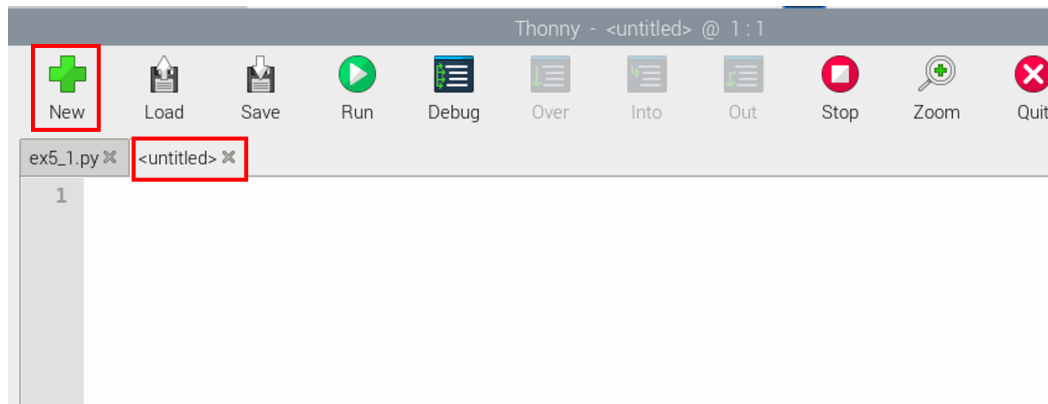 Thonny - <untitled> @ 1:1
New Load Save Run Debug Over Into Out Stop Zoom Quit
ex5_1.py <untitled>
1